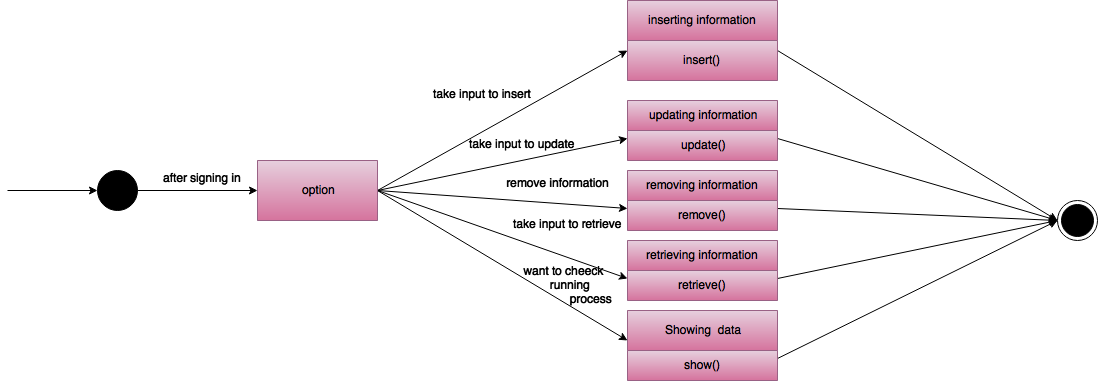 inserting information
insert()
take input to insert
updating information
take input to update
update()
after signing in
option
remove information
removing information
remove()
take input to retrieve
retrieving information
want to cheeck
running
process
retrieve()
Showing  data
show()